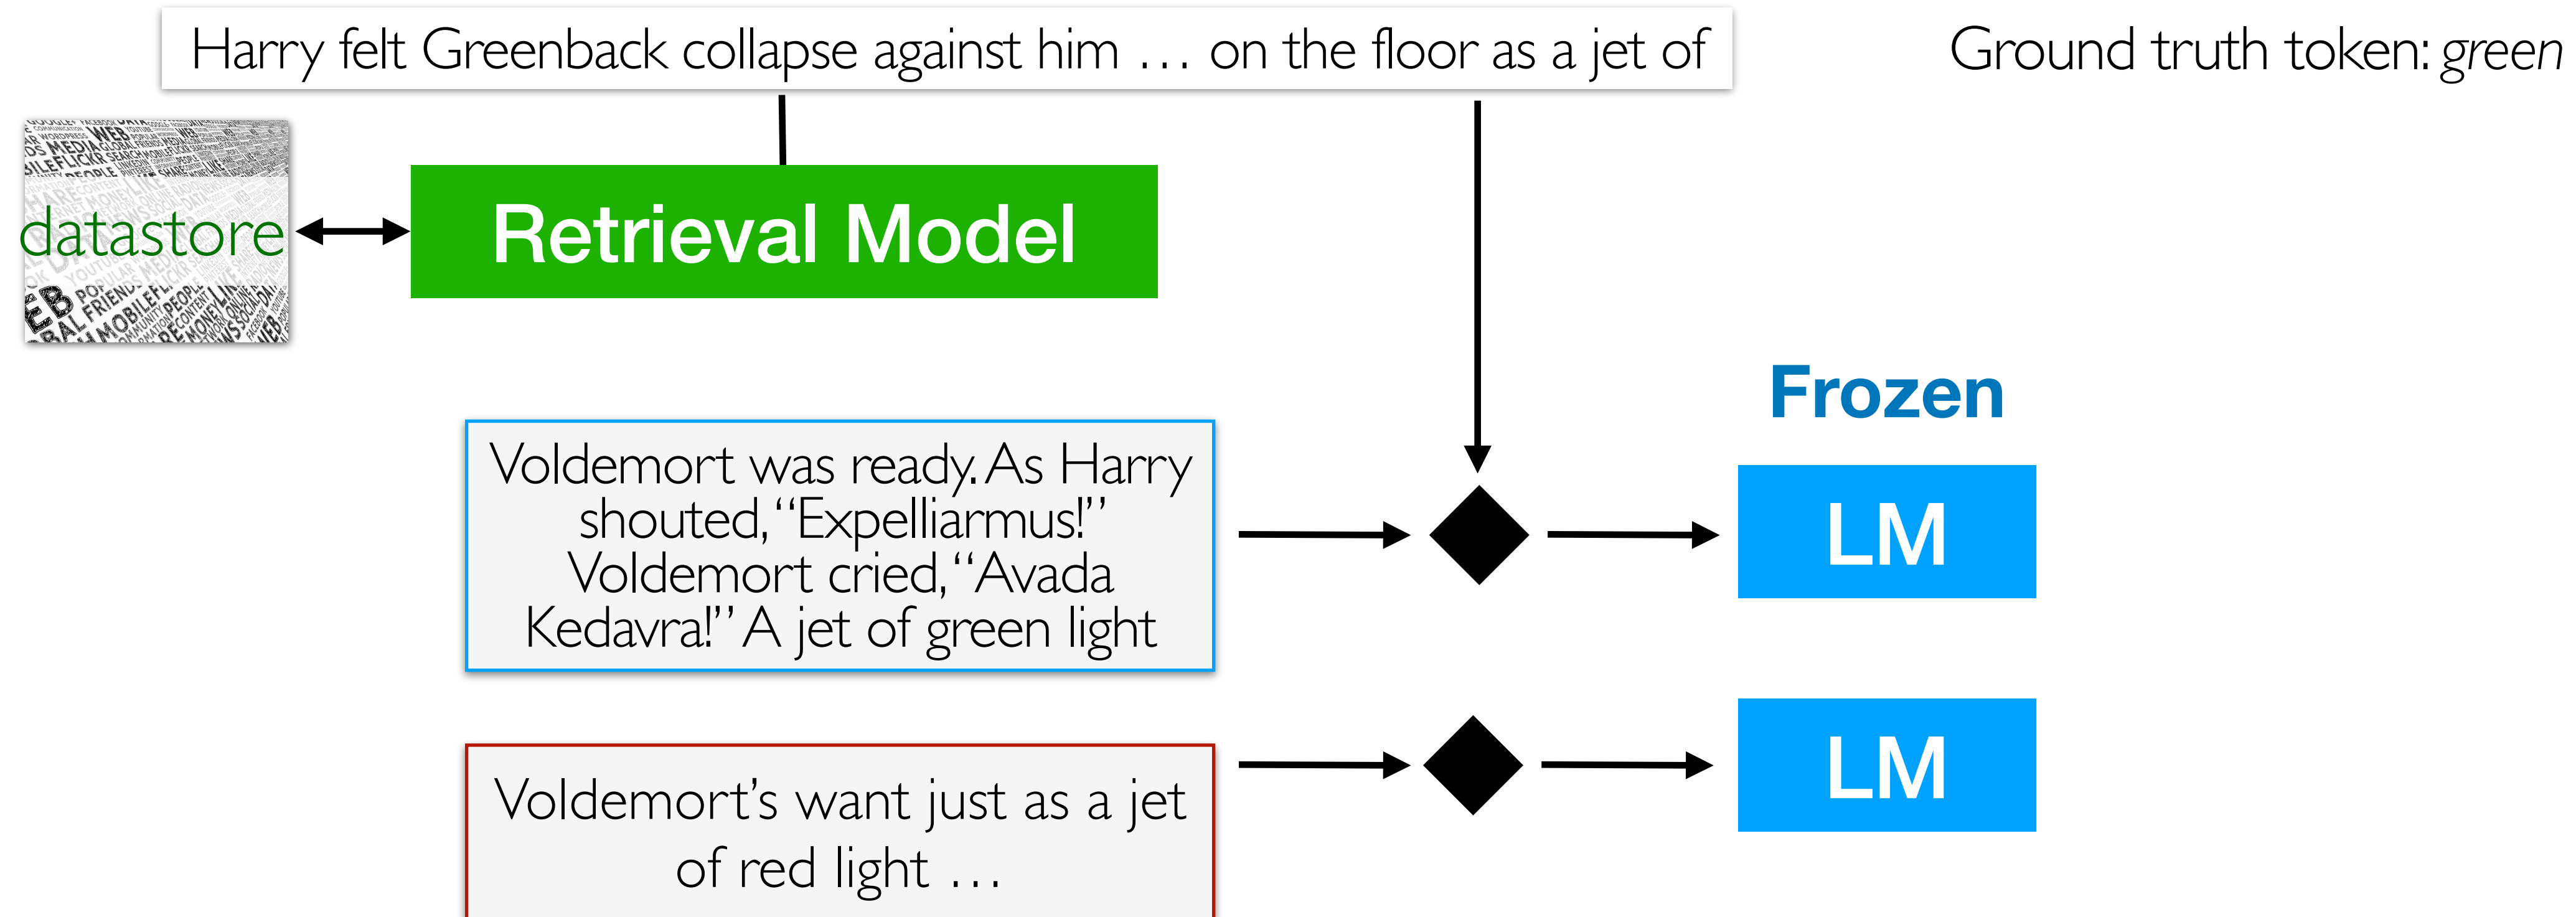 Harry felt Greenback collapse against him … on the floor as a jet of
Ground truth token: green
datastore
Retrieval Model
Frozen
Voldemort was ready. As Harry
shouted, “Expelliarmus!”
Voldemort cried, “Avada
Kedavra!” A jet of green light
LM
Voldemort’s want just as a jet
of red light …
LM